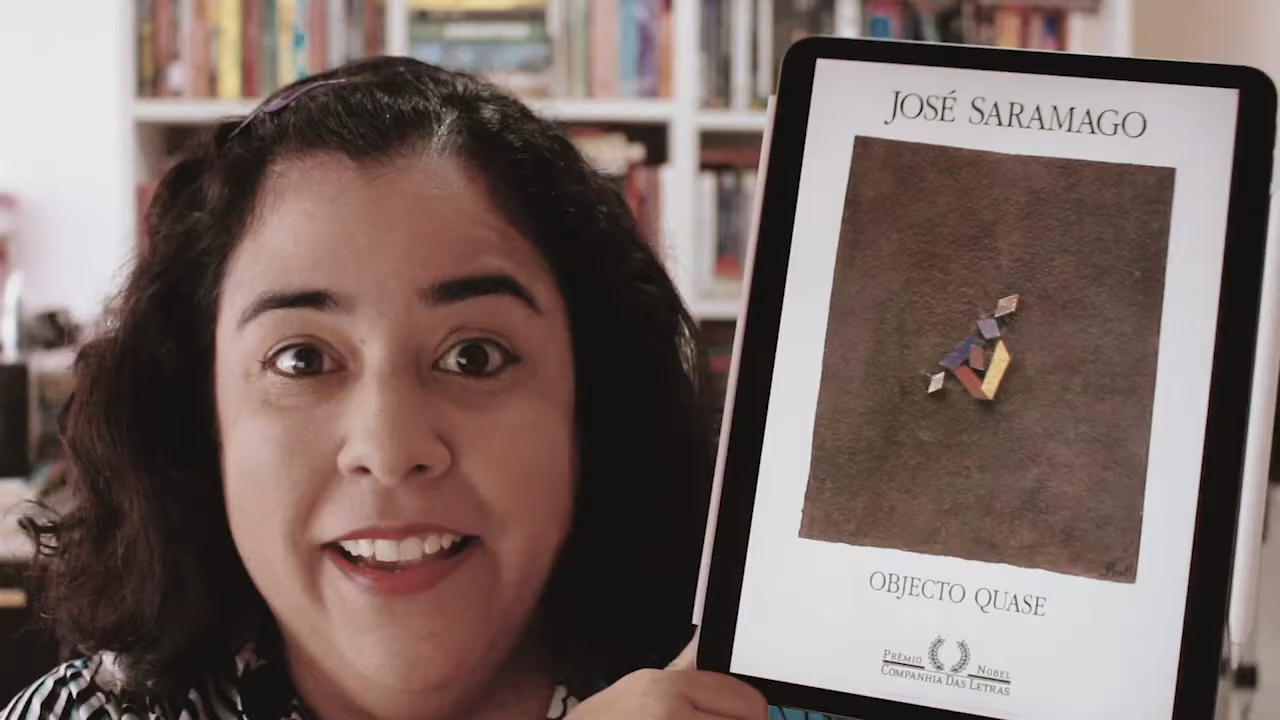 JOSÉ SARAMAGO
OBJECTO QUASE
PRÊMIO NOBEL
COMPANHIA DAS LETRAS